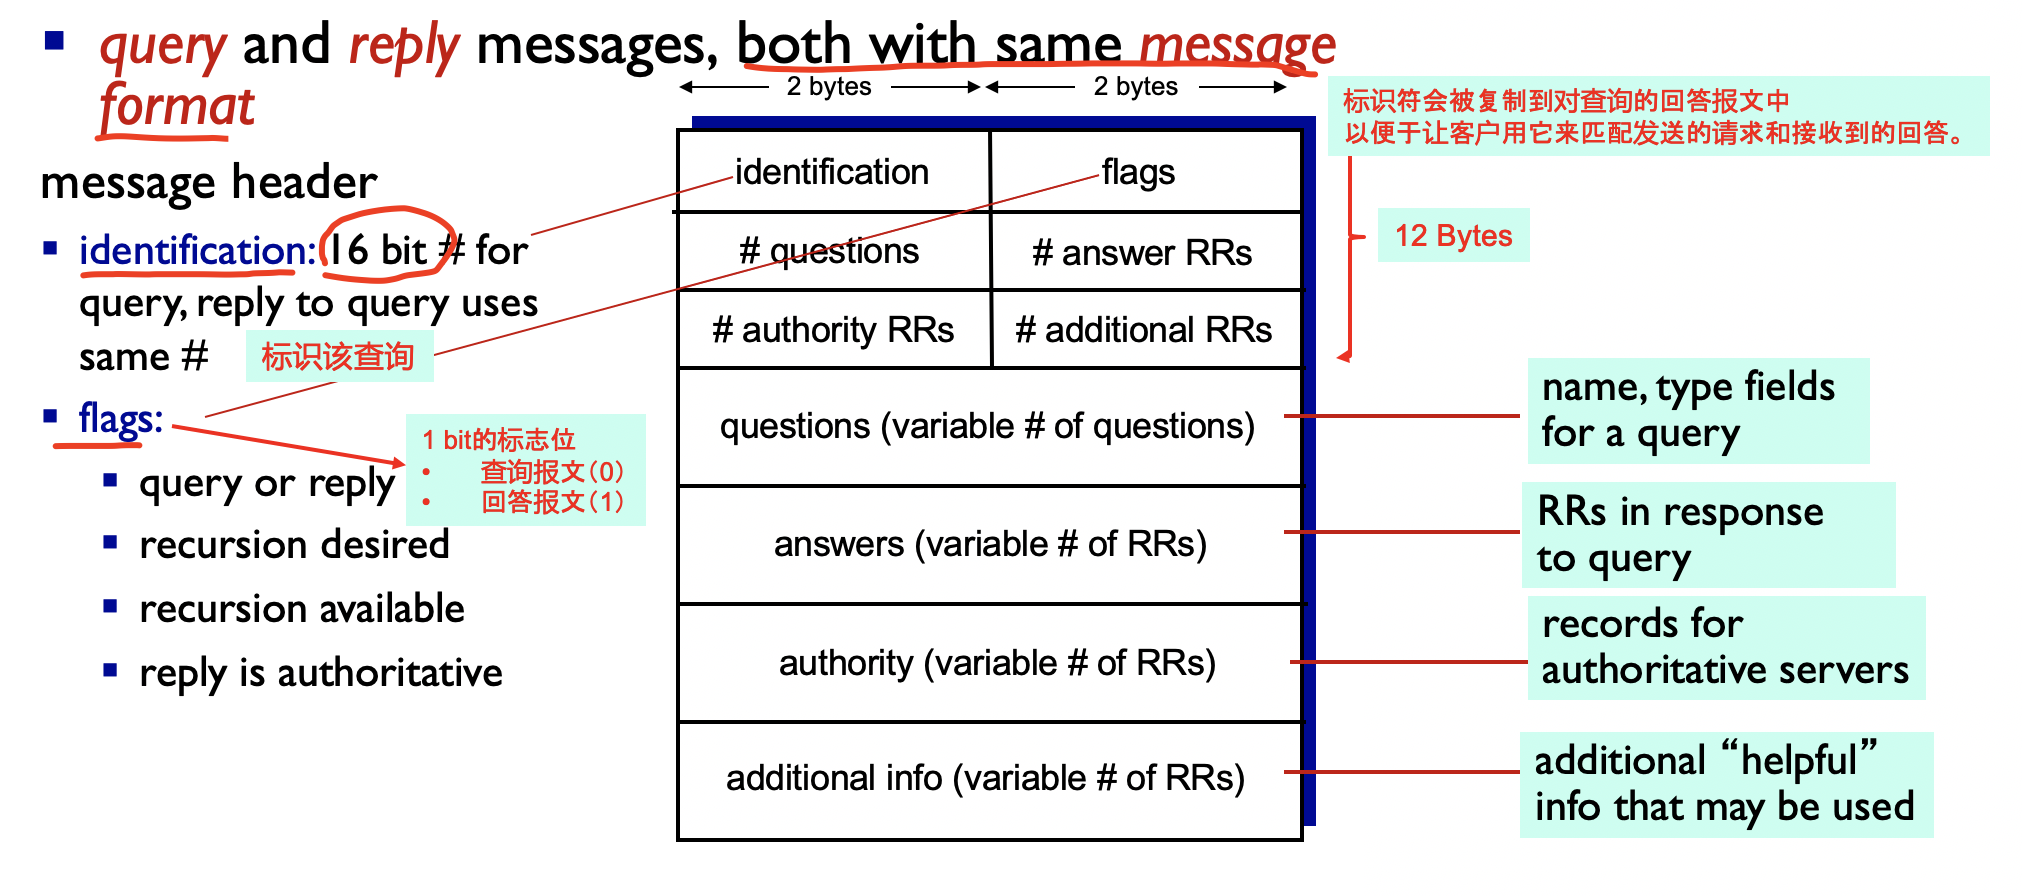 ▪ query and reply messages, both with same message
format
2 bytes 2 bytes
标识符会被复制到对查询的回答报文中
以便于让客户用它来匹配发送的请求和接收到的回答。
message header
▪ identification: 16 bit # for
query, reply to query uses
same #
标识该查询
▪ flags:
1 bit的标志位
• 查询报文(0)
• 回答报文(1)
▪ query or reply
▪ recursion desired
▪ recursion available
▪ reply is authoritative
identification flags
# questions # answer RRs
# authority RRs # additional RRs
12 Bytes
questions (variable # of questions)
name, type fields
for a query
answers (variable # of RRs)
RRs in response
to query
authority (variable # of RRs)
records for
authoritative servers
additional info (variable # of RRs)
additional “helpful”
info that may be used